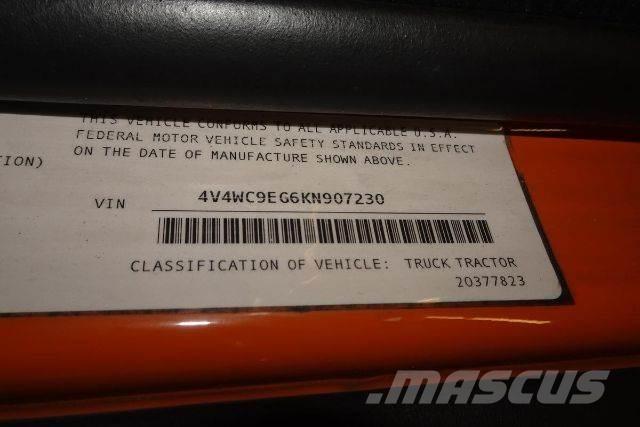 THIS VEHICLE CONFORMS TO ALL APPLICABLE U.S.A.
FEDERAL MOTOR VEHICLE SAFETY STANDARDS IN EFFECT
ON THE DATE OF MANUFACTURE SHOWN ABOVE.
TION)
VIN 4V4WC9EG6KN907230
CLASSIFICATION OF VEHICLE: TRUCK TRACTOR
20377823
MASCUS